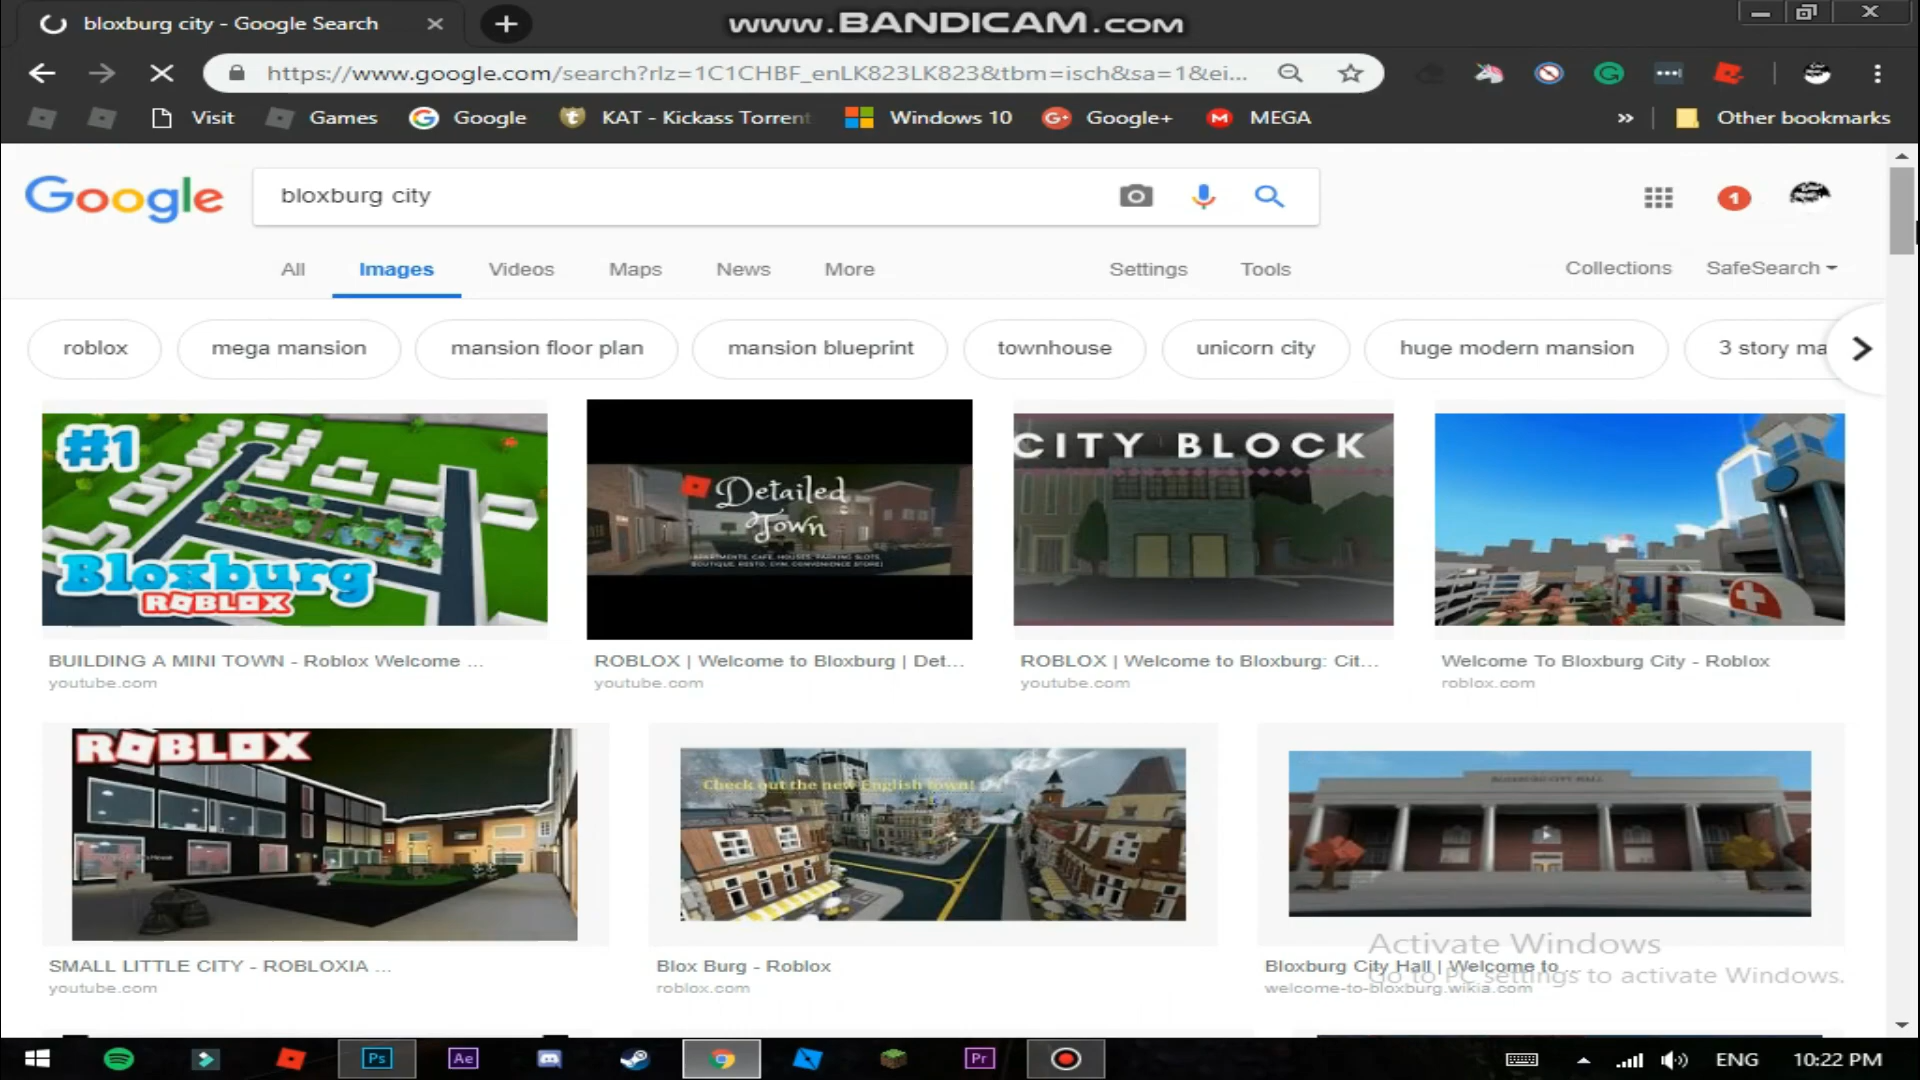 bloxburg city - Google Search
www.BANDICAM.com
https://www.google.com/search?rlz=1C1CHBF_enLK823LK823&tbm=isch&sa=1&ei...
Visit
Games
Google
KAT - Kickass Torrent
Windows 10
Google+
MEGA
»
Other bookmarks
Google
bloxburg city
1
All
Images
Videos
Maps
News
More
Settings
Tools
Collections
SafeSearch
roblox
mega mansion
mansion floor plan
mansion blueprint
townhouse
unicorn city
huge modern mansion
3 story ma
#1
Bloxburg
ROBLOX
Detailed
Town
CITY BLOCK
BUILDING A MINI TOWN - Roblox Welcome ...
youtube.com
ROBLOX | Welcome to Bloxburg | Det...
youtube.com
ROBLOX | Welcome to Bloxburg: Cit...
youtube.com
Welcome To Bloxburg City - Roblox
roblox.com
ROBLOX
Check out the new English town!
BLOXBURG CITY HALL
SMALL LITTLE CITY - ROBLOXIA ...
youtube.com
Blox Burg - Roblox
roblox.com
Bloxburg City Hall | Welcome to ...
welcome-to-bloxburg.wikia.com
Activate Windows
Go to PC settings to activate Windows.
Ps
Ae
Pr
ENG
10:22 PM